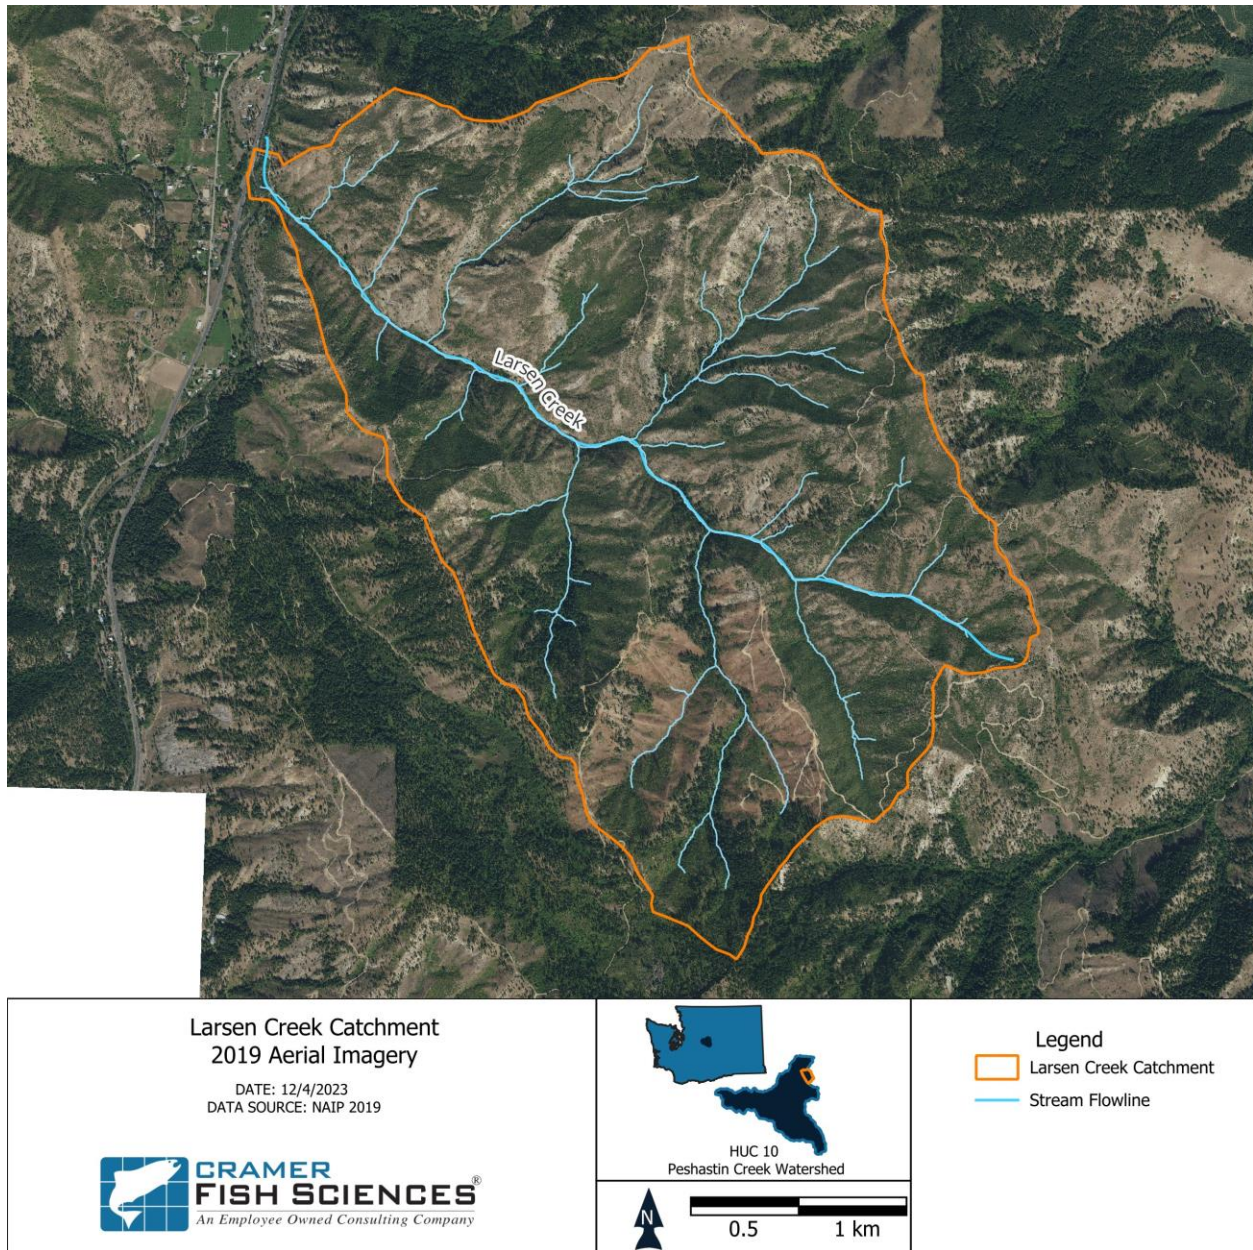 Larsen Creek
Larsen Creek Catchment
2019 Aerial Imagery
DATE: 12/4/2023
DATA SOURCE: NAIP 2019
CRAMER
FISH SCIENCES®
An Employee Owned Consulting Company
HUC 10
Peshastin Creek Watershed
N
0.5 1 km
Legend
Larsen Creek Catchment
Stream Flowline